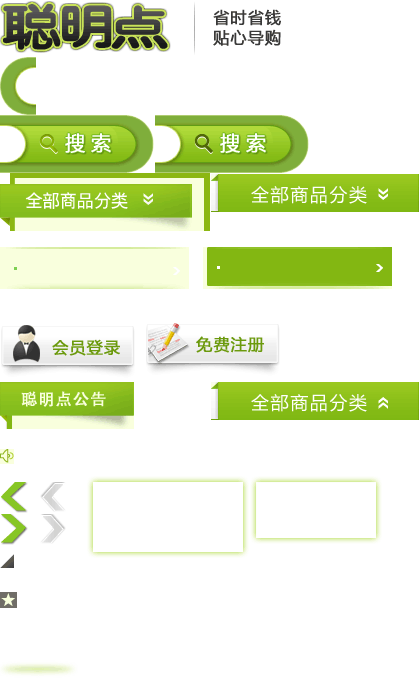 聪明点
省时省钱
贴心导购
搜索
搜索
全部商品分类
全部商品分类
会员登录
免费注册
聪明点公告
全部商品分类